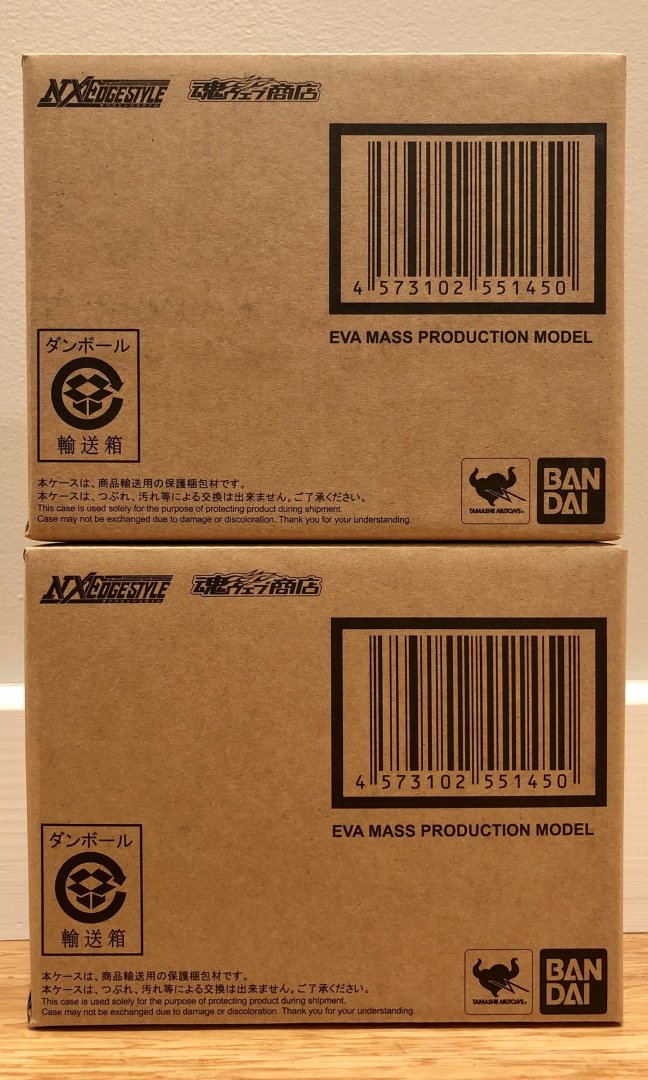 NXEDGESTYLE 魂ウェブ商店
4 573102 551450
EVA MASS PRODUCTION MODEL
ダンボール
輸送箱
本ケースは、商品輸送用の保護梱包材です。
本ケースは、つぶれ、汚れ等による交換は出来ません。ご了承ください。
This case is used solely for the purpose of protecting product during shipment.
Case may not be exchanged due to damage or discoloration. Thank you for your understanding.
TAMASHII NATIONS®
BAN
DAI
NXEDGESTYLE 魂ウェブ商店
4 573102 551450
EVA MASS PRODUCTION MODEL
ダンボール
輸送箱
本ケースは、商品輸送用の保護梱包材です。
本ケースは、つぶれ、汚れ等による交換は出来ません。ご了承ください。
This case is used solely for the purpose of protecting product during shipment.
Case may not be exchanged due to damage or discoloration. Thank you for your understanding.
TAMASHII NATIONS®
BAN
DAI